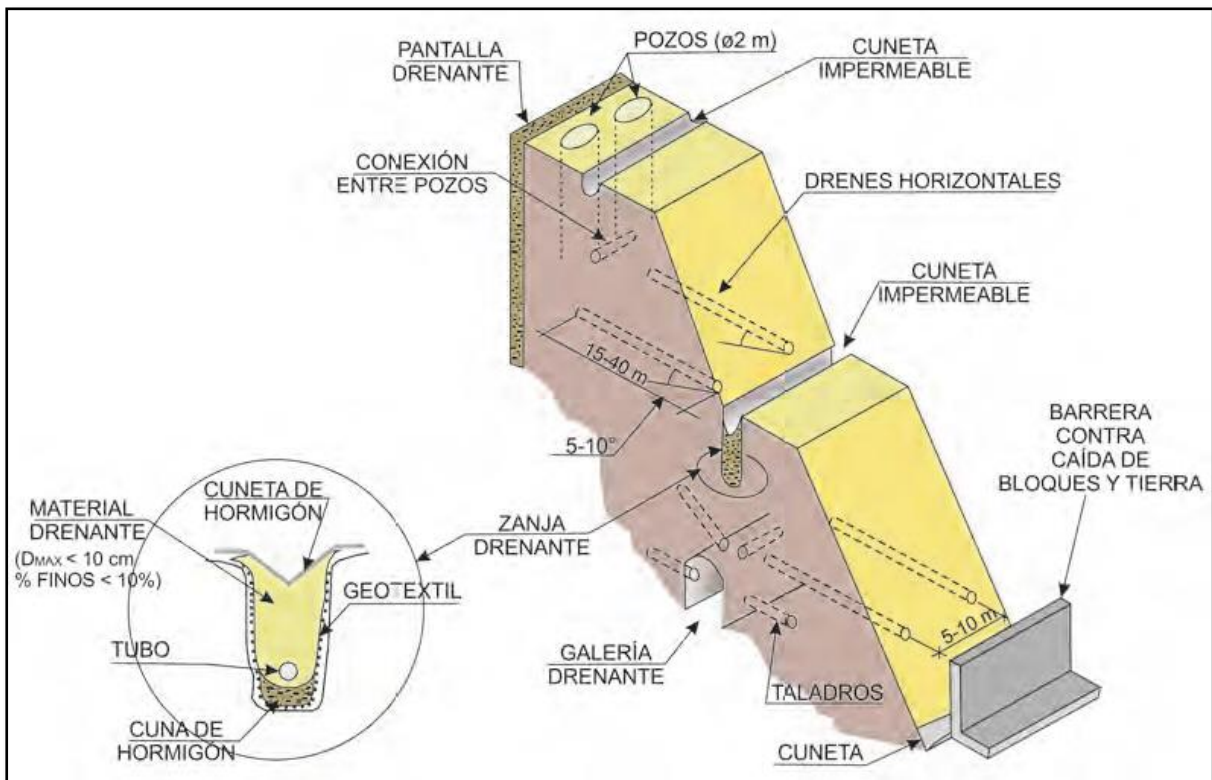 PANTALLA
DRENANTE
POZOS (ø2 m)
CUNETA
IMPERMEABLE
CONEXIÓN
ENTRE POZOS
DRENES HORIZONTALES
CUNETA
IMPERMEABLE
15-40 m
5-10°
BARRERA
CONTRA
CAÍDA DE
BLOQUES Y TIERRA
CUNETA DE
HORMIGÓN
MATERIAL
DRENANTE
(DMAX < 10 cm
% FINOS < 10%)
ZANJA
DRENANTE
GEOTEXTIL
TUBO
CUNA DE
HORMIGÓN
GALERÍA
DRENANTE
TALADROS
5-10 m
CUNETA